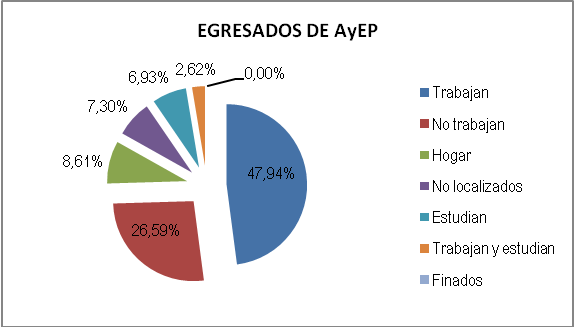 EGRESADOS DE AyEP
2,62%
0,00%
6,93%
7,30%
8,61%
47,94%
26,59%
Trabajan
No trabajan
Hogar
No localizados
Estudian
Trabajan y estudian
Finados